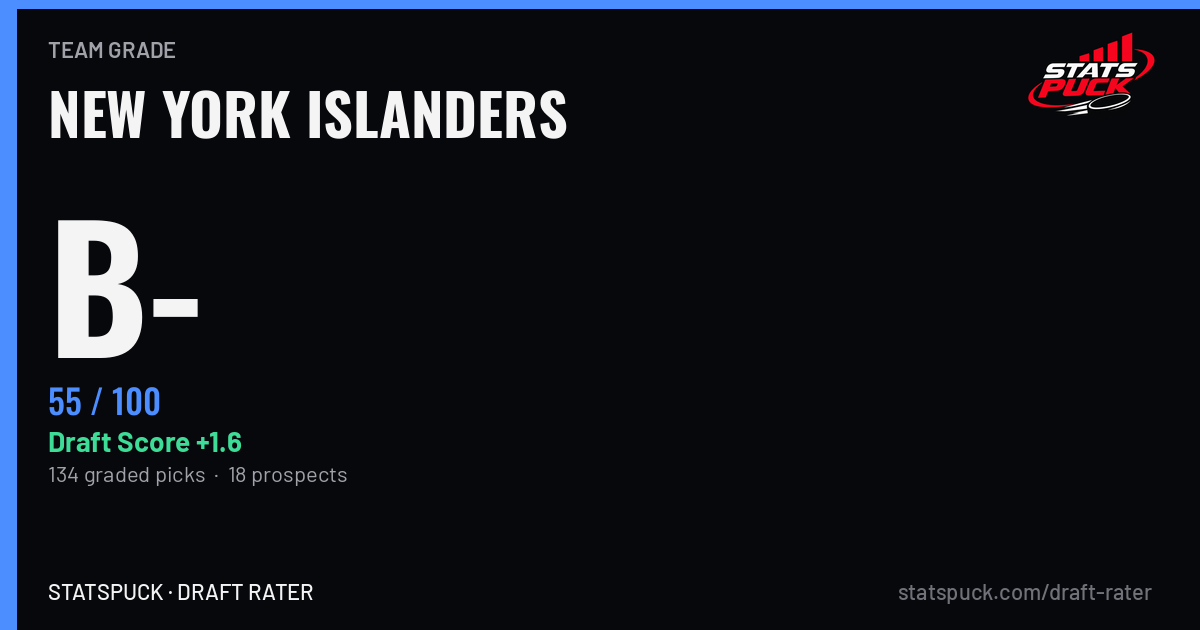 TEAM GRADE
NEW YORK ISLANDERS
STATS
PUCK
B-
55 / 100
Draft Score +1.6
134 graded picks · 18 prospects
STATSPUCK · DRAFT RATER
statspuck.com/draft-rater